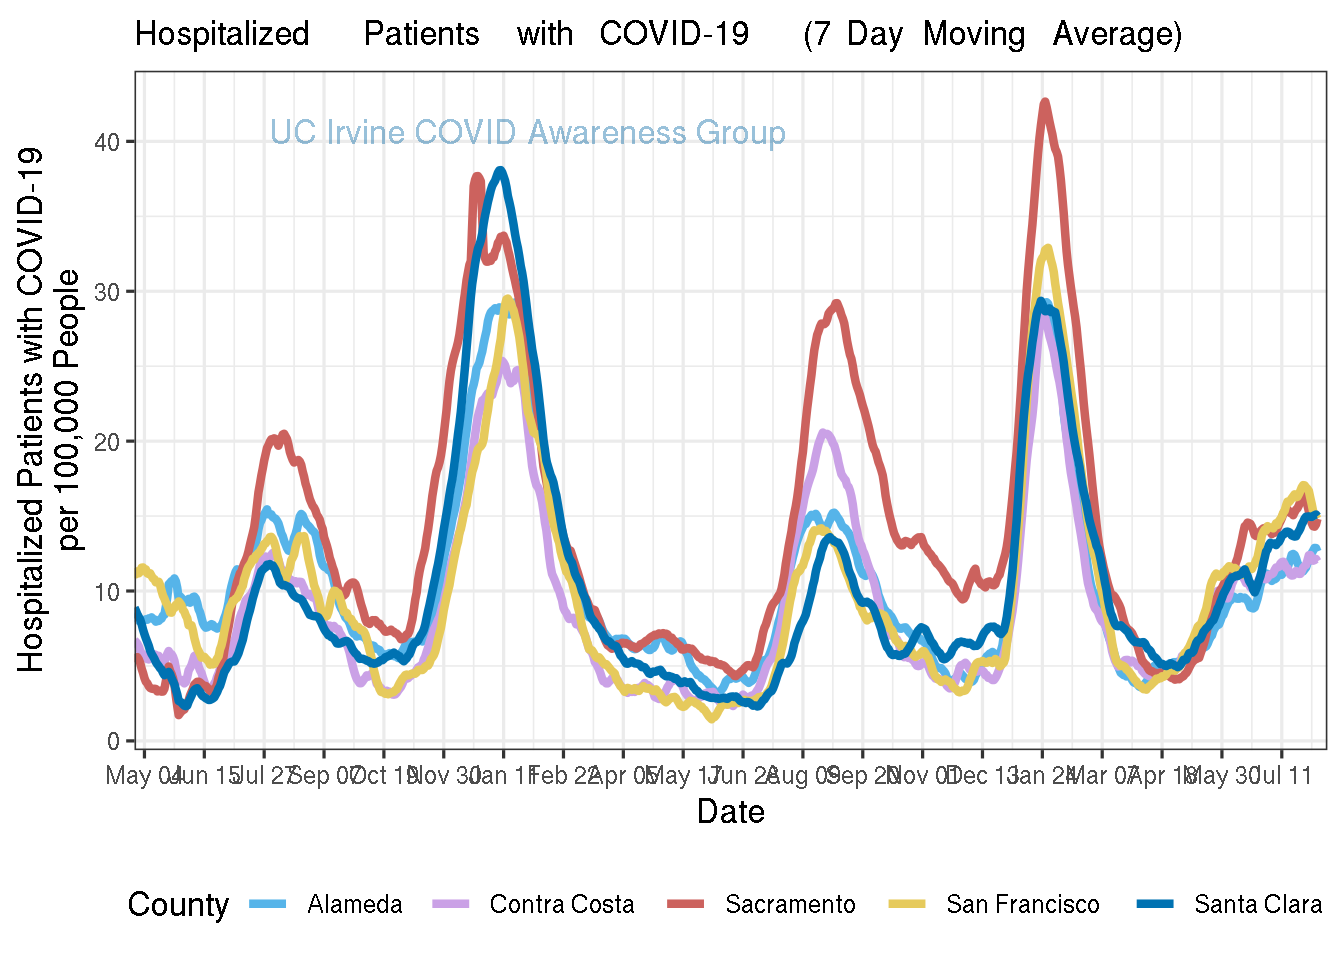 Hospitalized Patients with COVID-19 (7 Day Moving Average)
UC Irvine COVID Awareness Group
Hospitalized Patients with COVID-19
per 100,000 People
40
30
20
10
0
May 04 Jun 15 Jul 27 Sep 07 Oct 19 Nov 30 Jan 11 Feb 22 Apr 05 May 17 Jun 28 Aug 09 Sep 20 Nov 01 Dec 13 Jan 24 Mar 07 Apr 18 May 30 Jul 11
Date
County Alameda Contra Costa Sacramento San Francisco Santa Clara